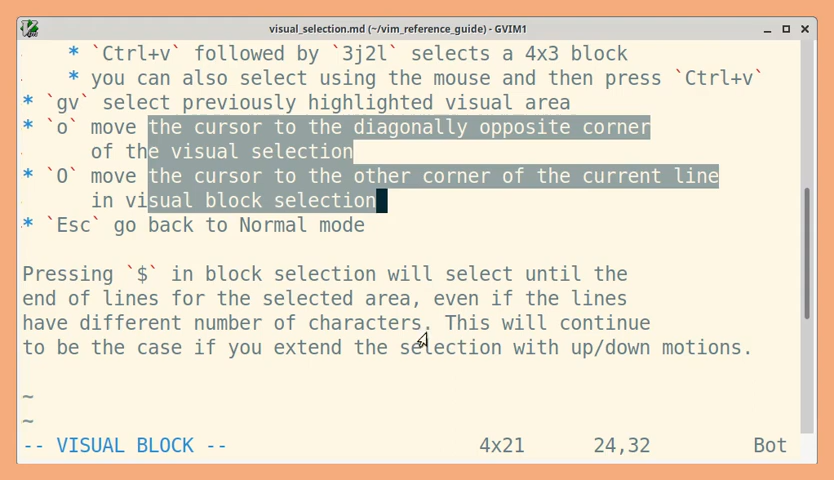 visual_selection.md (~/vim_reference_guide) - GVIM1
* `Ctrl+v` followed by `3j2l` selects a 4x3 block
* you can also select using the mouse and then press `Ctrl+v`
* `gv` select previously highlighted visual area
* `o` move the cursor to the diagonally opposite corner
of the visual selection
* `O` move the cursor to the other corner of the current line
in visual block selection
* `Esc` go back to Normal mode
Pressing `$` in block selection will select until the
end of lines for the selected area, even if the lines
have different number of characters. This will continue
to be the case if you extend the selection with up/down motions.
~
~
-- VISUAL BLOCK -- 4x21 24,32 Bot